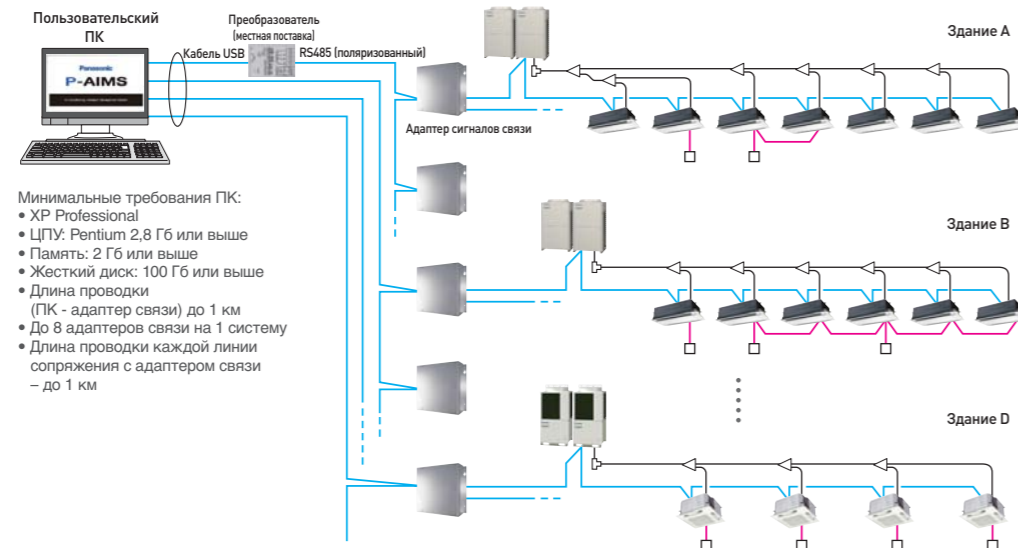 Пользовательский
ПК
Преобразователь
(местная поставка)
Кабель USB
RS485 (поляризованный)
Panasonic
P-AIMS
Адаптер сигналов связи
Здание A
Минимальные требования ПК:
• XP Professional
• ЦПУ: Pentium 2,8 Гб или выше
• Память: 2 Гб или выше
• Жесткий диск: 100 Гб или выше
• Длина проводки
(ПК - адаптер связи) до 1 км
• До 8 адаптеров связи на 1 систему
• Длина проводки каждой линии
сопряжения с адаптером связи
– до 1 км
Здание B
Здание D